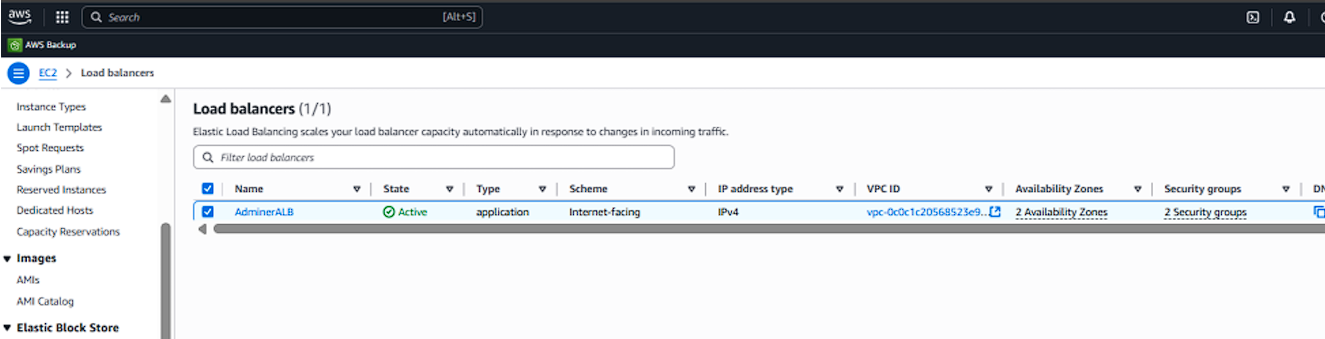 aws Search [Alt+S]
AWS Backup
EC2 > Load balancers
Instance Types
Launch Templates
Spot Requests
Savings Plans
Reserved Instances
Dedicated Hosts
Capacity Reservations
Images
AMIs
AMI Catalog
Elastic Block Store
Load balancers (1/1)
Elastic Load Balancing scales your load balancer capacity automatically in response to changes in incoming traffic.
Filter load balancers
Name State Type Scheme IP address type VPC ID Availability Zones Security groups DN
AdminerALB Active application Internet-facing IPv4 vpc-0c0c1c20568523e9... 2 Availability Zones 2 Security groups